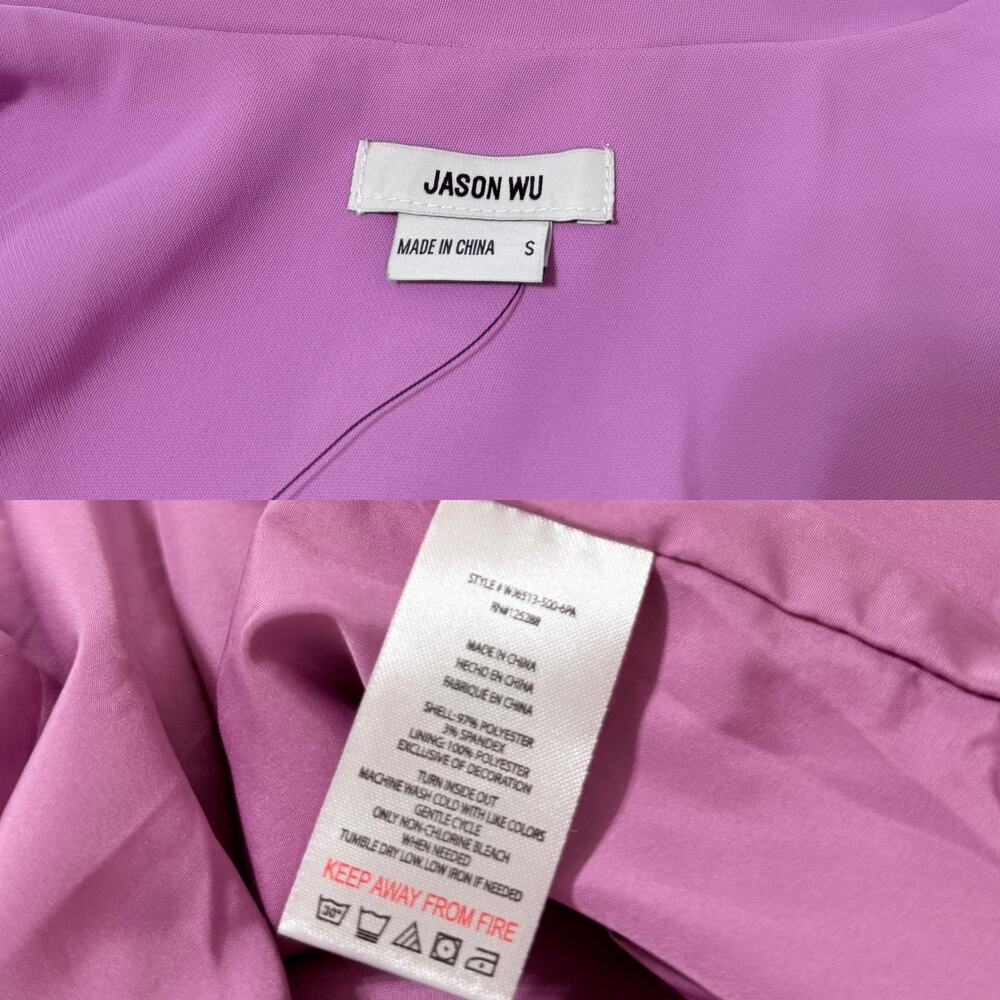 JASON WU
MADE IN CHINA S
STYLE # WJ6513-500-6PA
RN#125288
MADE IN CHINA
HECHO EN CHINA
FABRIQUE EN CHINA
SHELL: 97% POLYESTER
3% SPANDEX
LINING: 100% POLYESTER
EXCLUSIVE OF DECORATION
TURN INSIDE OUT
MACHINE WASH COLD WITH LIKE COLORS
GENTLE CYCLE
ONLY NON-CHLORINE BLEACH
WHEN NEEDED
TUMBLE DRY LOW. LOW IRON IF NEEDED
KEEP AWAY FROM FIRE
30°